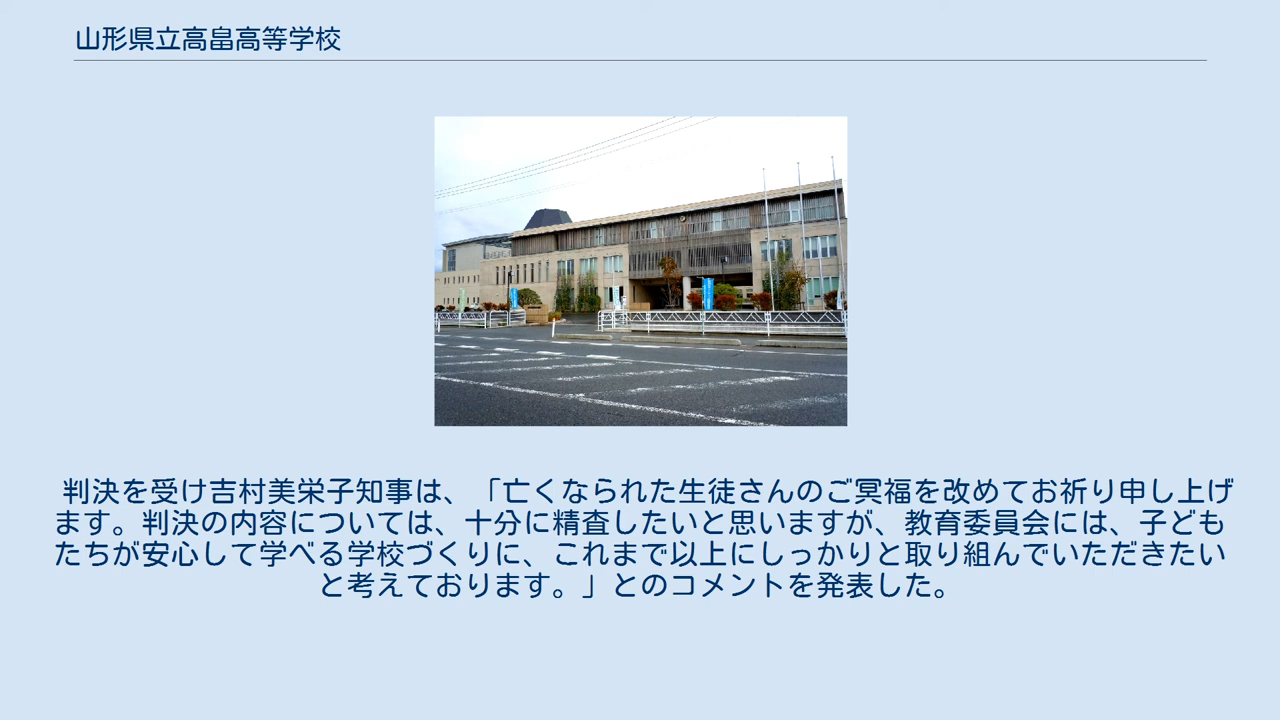 山形県立高畠高等学校
判決を受け吉村美栄子知事は、「亡くなられた生徒さんのご冥福を改めてお祈り申し上げ
ます。判決の内容については、十分に精査したいと思いますが、教育委員会には、子ども
たちが安心して学べる学校づくりに、これまで以上にしっかりと取り組んでいただきたい
と考えております。」とのコメントを発表した。